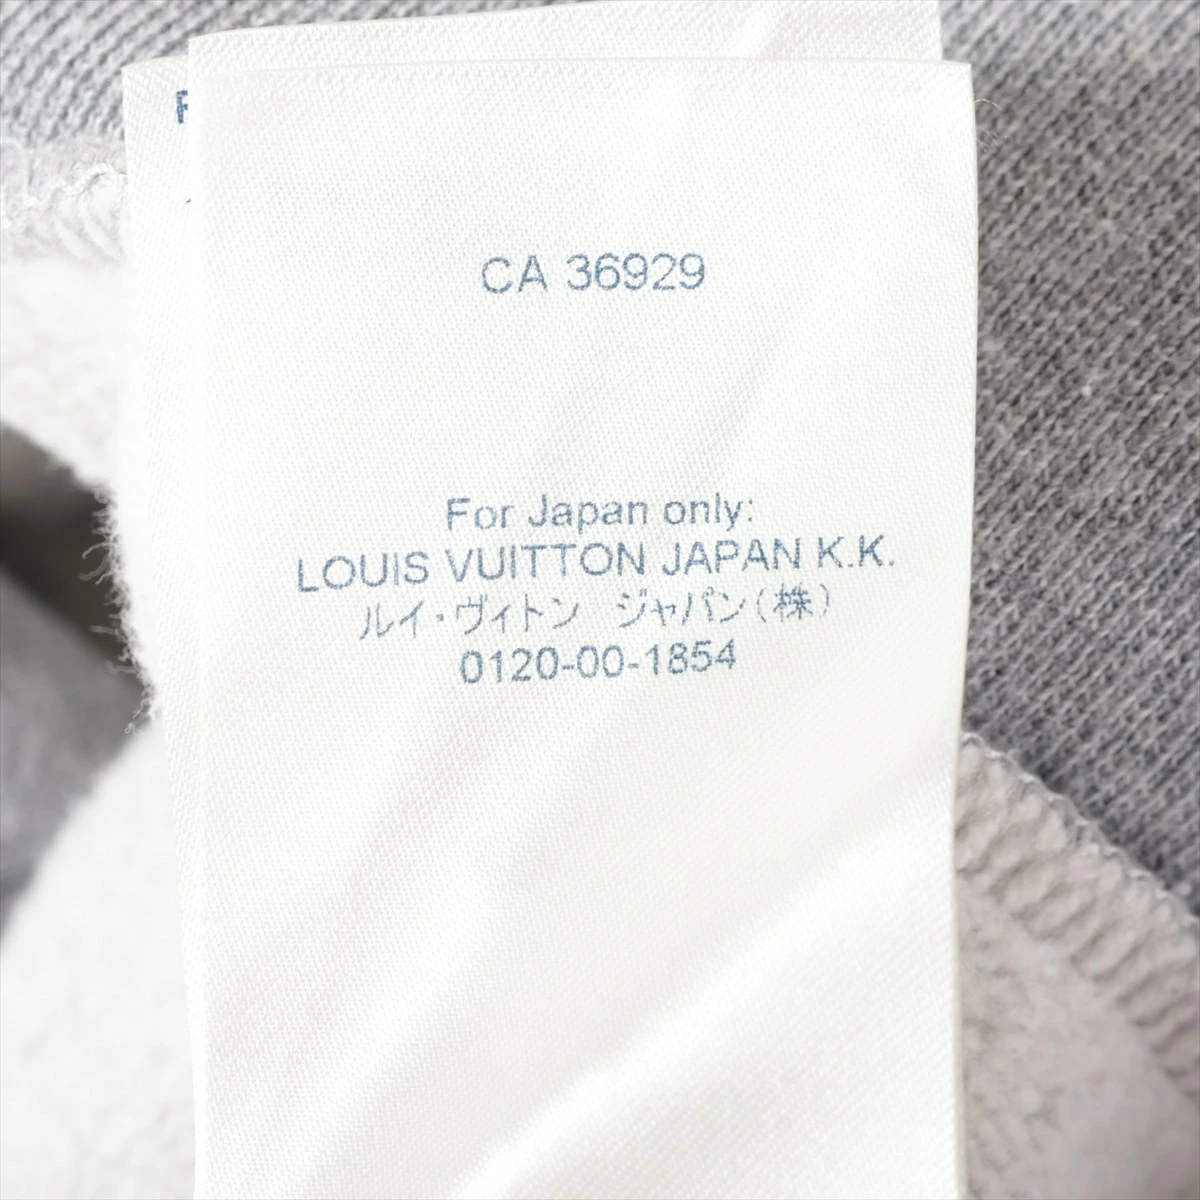 CA 36929
For Japan only:
LOUIS VUITTON JAPAN K.K.
ルイ・ヴィトン　ジャパン(株)
0120-00-1854